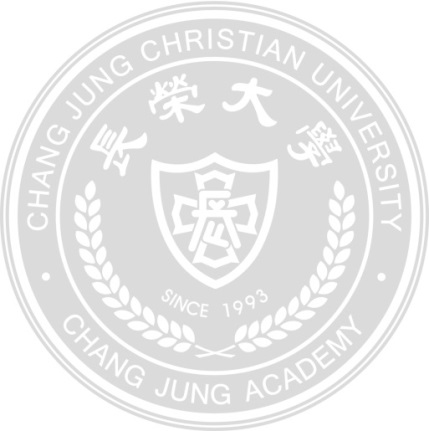 CHANG JUNG CHRISTIAN UNIVERSITY
長榮大學
SINCE 1993
CHANG JUNG ACADEMY